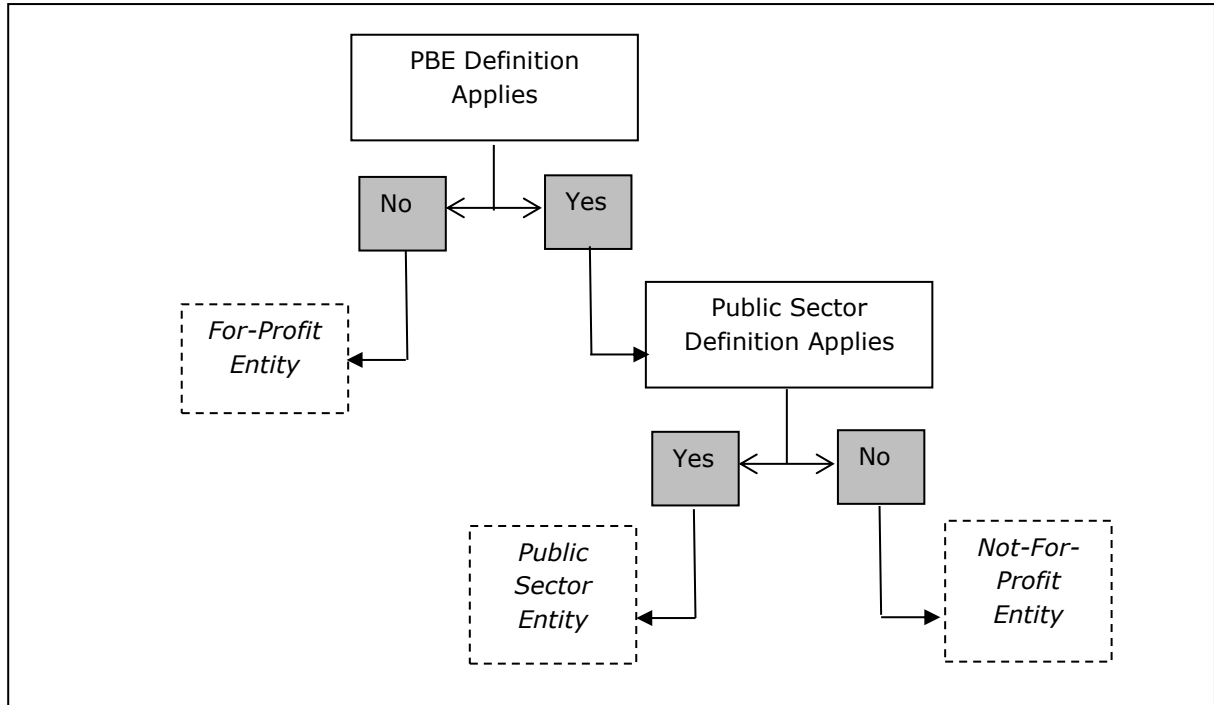 PBE Definition
Applies
No
Yes
For-Profit
Entity
Public Sector
Definition Applies
Yes
No
Public
Sector
Entity
Not-For-
Profit
Entity